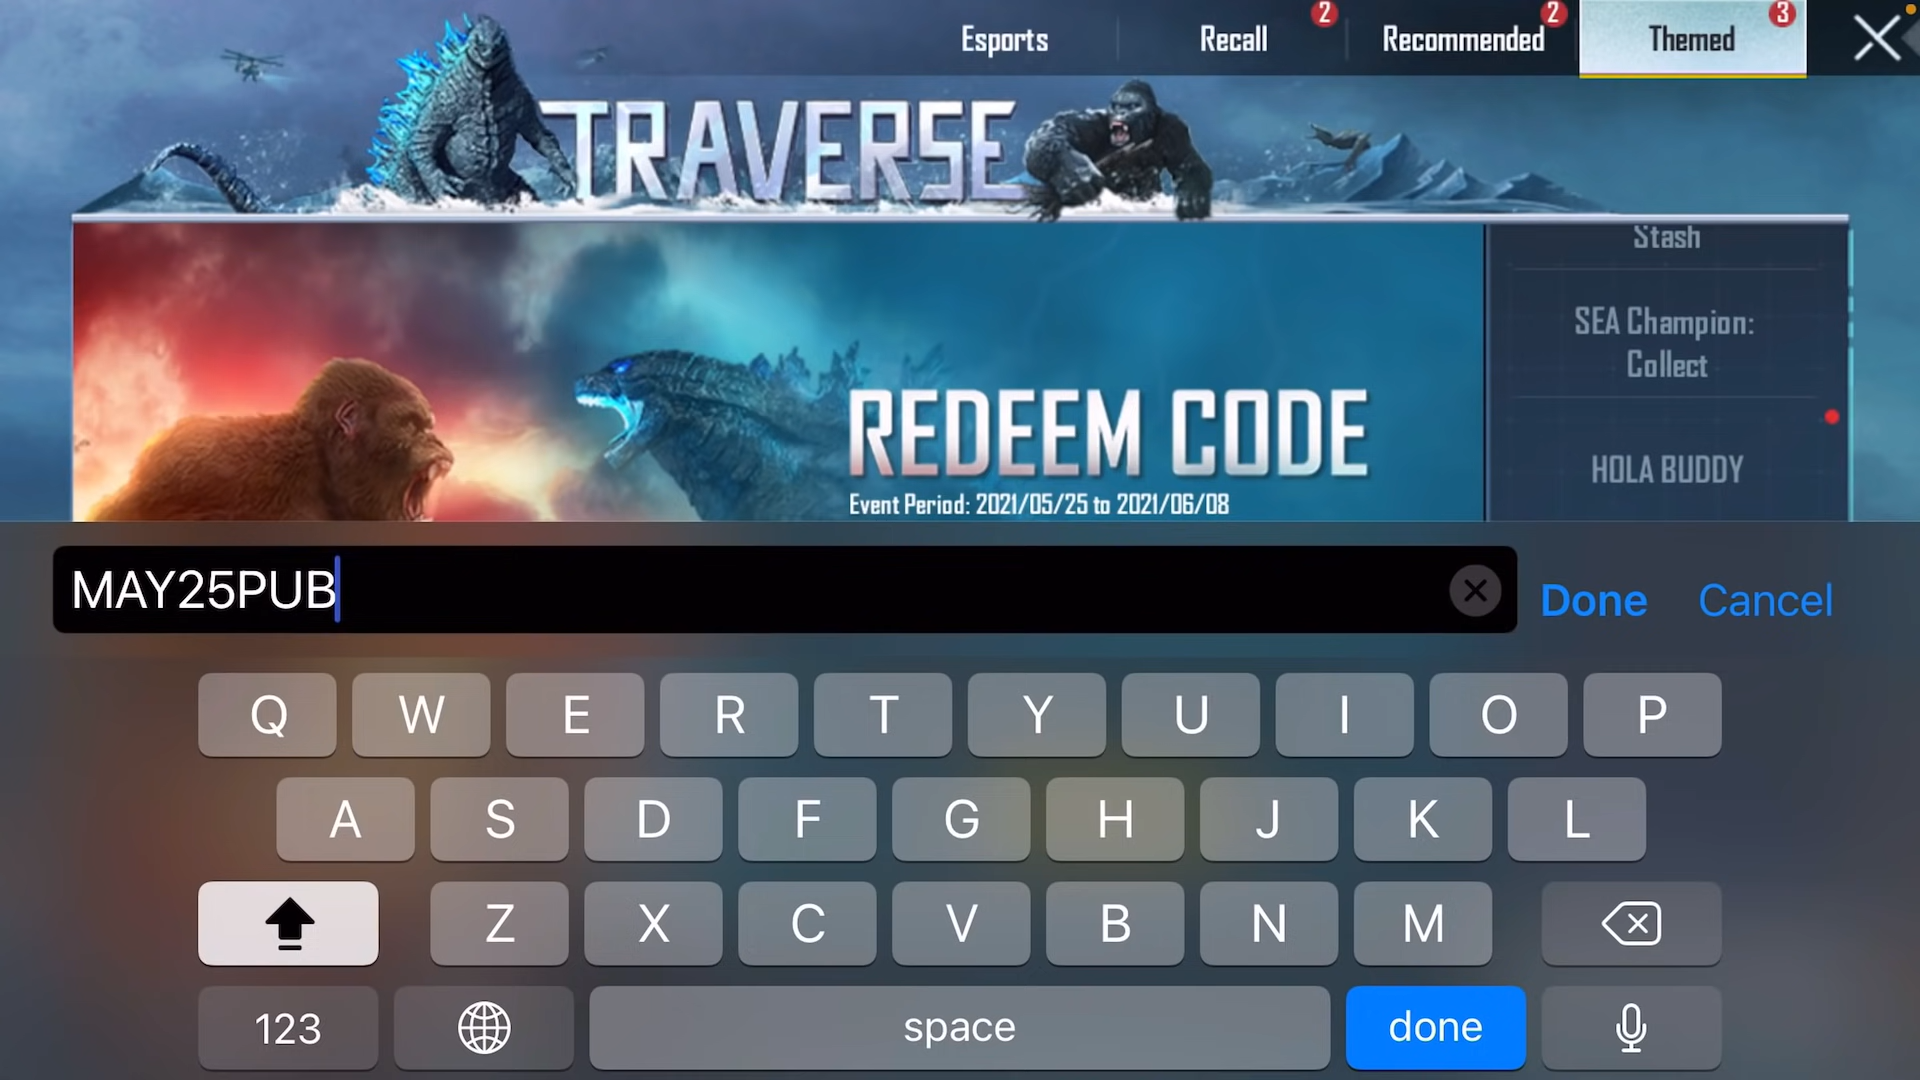 Esports
Recall
2
Recommended
2
Themed
3
TRAVERSE
Stash
SEA Champion:
Collect
HOLA BUDDY
REDEEM CODE
Event Period: 2021/05/25 to 2021/06/08
MAY25PUB
Done
Cancel
Q W E R T Y U I O P
A S D F G H J K L
Z X C V B N M
123
space
done